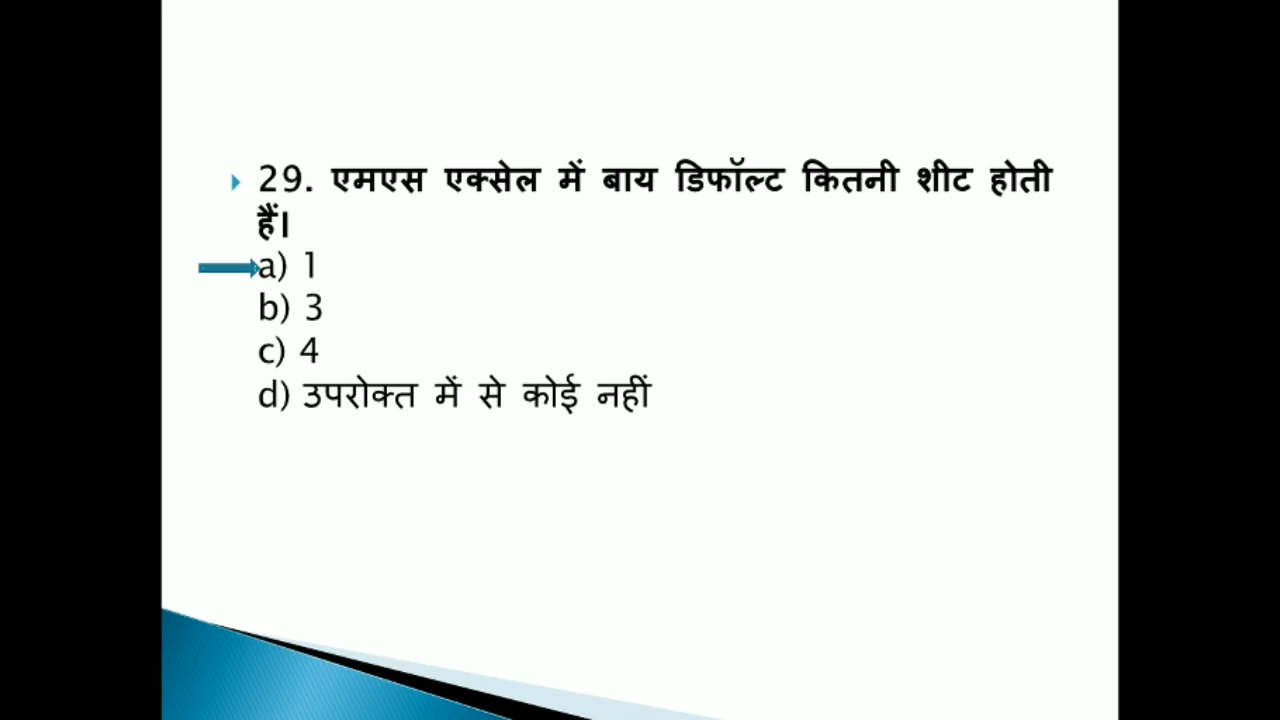 29. एमएस एक्सेल में बाय डिफॉल्ट कितनी शीट होती
हैं।
a) 1
b) 3
c) 4
d) उपरोक्त में से कोई नहीं